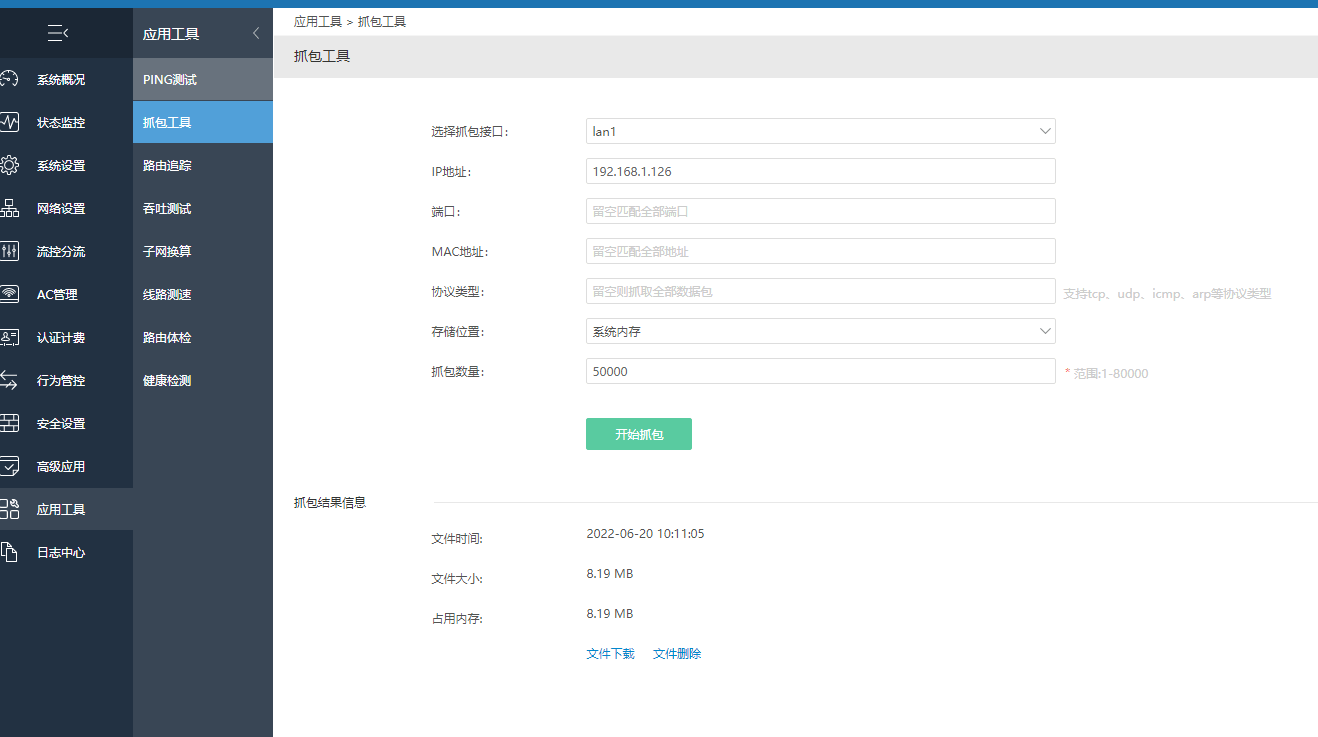 应用工具
系统概况
状态监控
系统设置
网络设置
流控分流
AC管理
认证计费
行为管控
安全设置
高级应用
应用工具
日志中心
PING测试
抓包工具
路由追踪
吞吐测试
子网换算
线路测速
路由体检
健康检测
应用工具 > 抓包工具
抓包工具
选择抓包接口: lan1
IP地址: 192.168.1.126
端口: 留空匹配全部端口
MAC地址: 留空匹配全部地址
协议类型: 留空则抓取全部数据包 支持tcp、udp、icmp、arp等协议类型
存储位置: 系统内存
抓包数量: 50000 * 范围:1-80000
开始抓包
抓包结果信息
文件时间: 2022-06-20 10:11:05
文件大小: 8.19 MB
占用内存: 8.19 MB
文件下载 文件删除